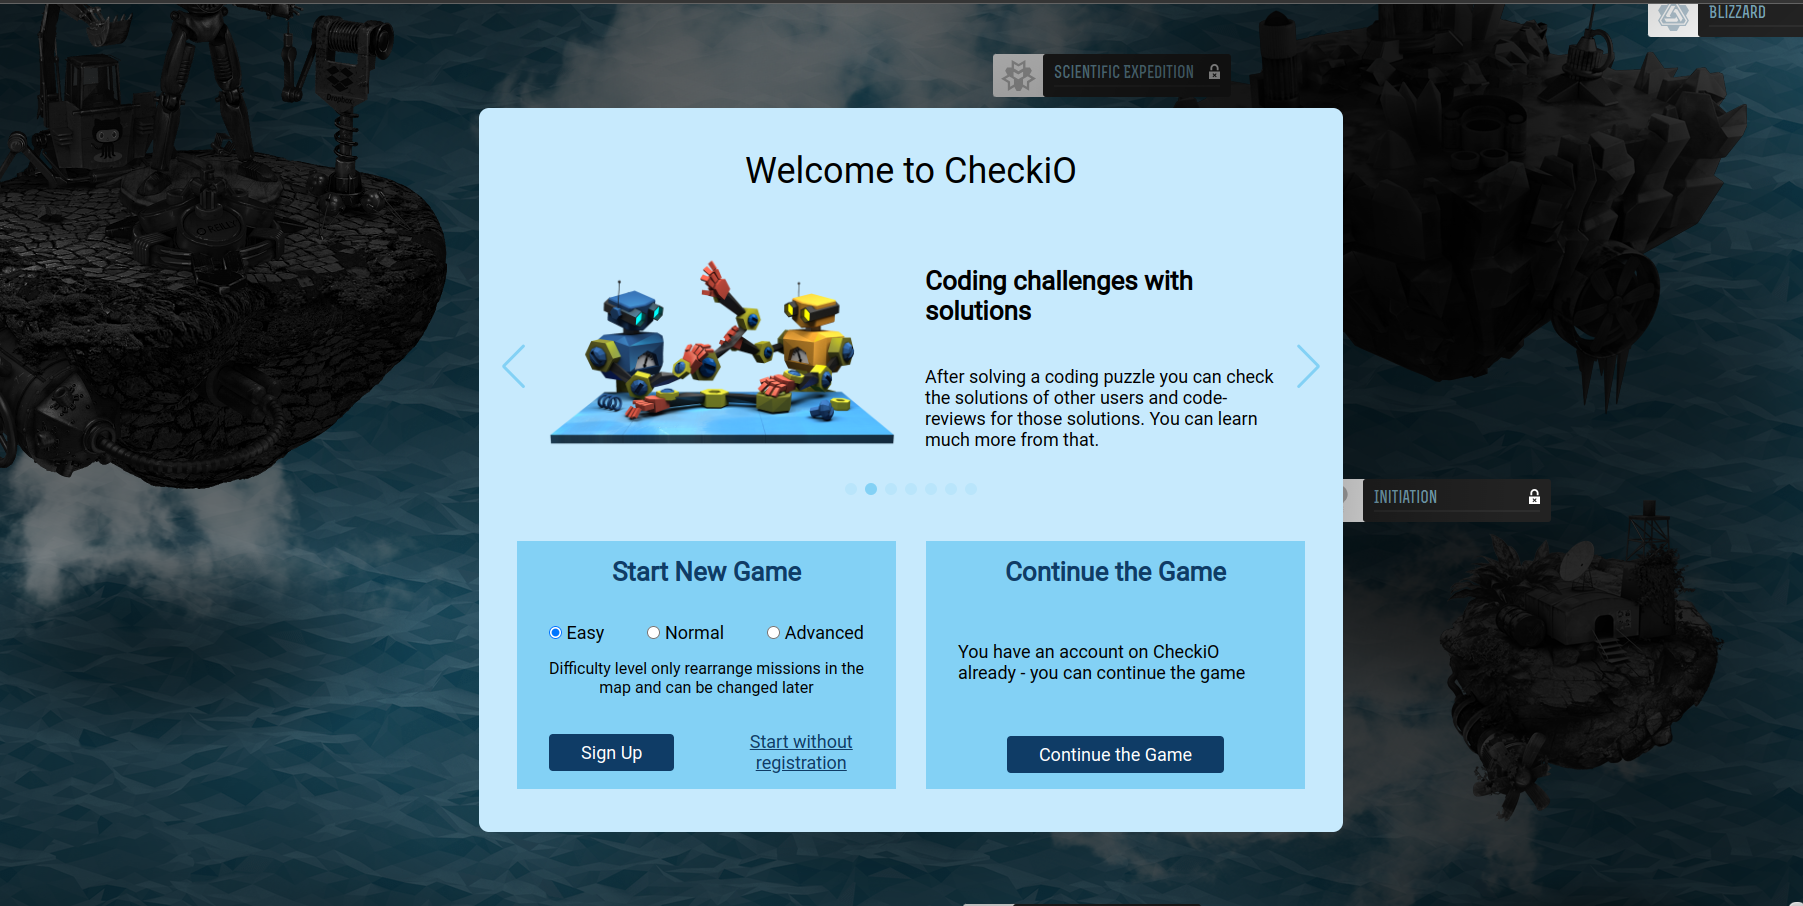 BLIZZARD
SCIENTIFIC EXPEDITION
Welcome to CheckiO
O'REILLY
Coding challenges with
solutions
After solving a coding puzzle you can check
the solutions of other users and code-
reviews for those solutions. You can learn
much more from that.
INITIATION
Start New Game
Easy
Normal
Advanced
Difficulty level only rearrange missions in the
map and can be changed later
Sign Up
Start without
registration
Continue the Game
You have an account on CheckiO
already - you can continue the game
Continue the Game